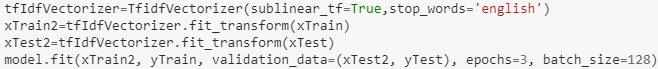 tfIdfVectorizer=TfidfVectorizer(sublinear_tf=True,stop_words='english')
xTrain2=tfIdfVectorizer.fit_transform(xTrain)
xTest2=tfIdfVectorizer.fit_transform(xTest)
model.fit(xTrain2, yTrain, validation_data=(xTest2, yTest), epochs=3, batch_size=128)